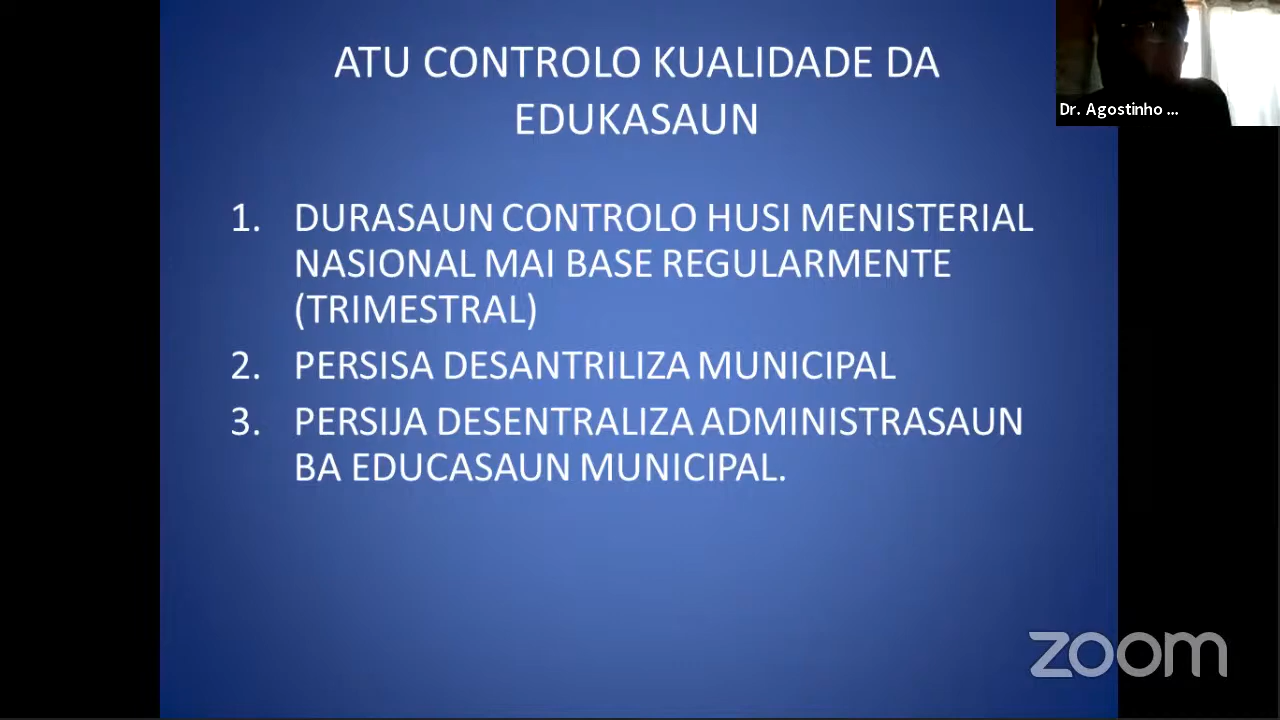 ATU CONTROLO KUALIDADE DA
EDUKASAUN
1. DURASAUN CONTROLO HUSI MENISTERIAL
NASIONAL MAI BASE REGULARMENTE
(TRIMESTRAL)
2. PERSISA DESANTRILIZA MUNICIPAL
3. PERSIJA DESENTRALIZA ADMINISTRASAUN
BA EDUCASAUN MUNICIPAL.
Dr. Agostinho ...
zoom